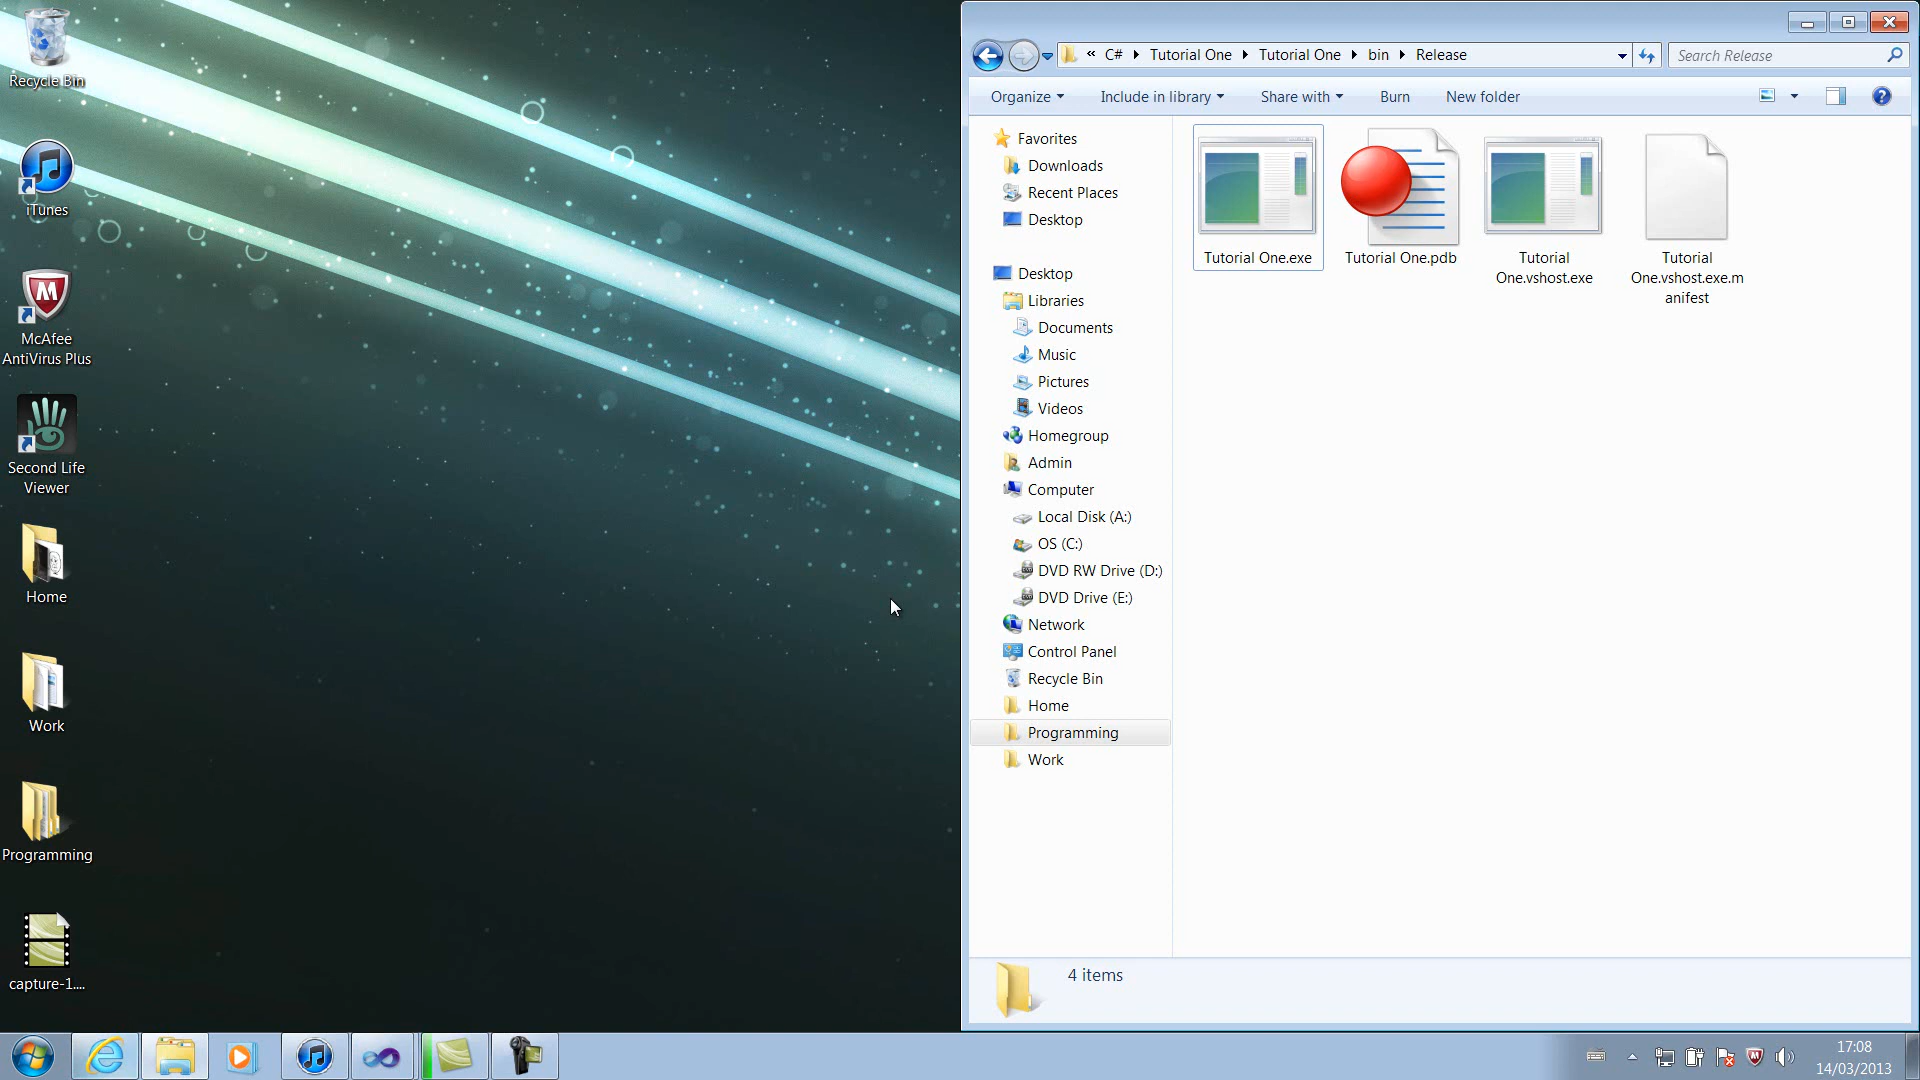 Recycle Bin
iTunes
McAfee
AntiVirus Plus
Second Life
Viewer
Home
Work
Programming
capture-1....
« C# Tutorial One Tutorial One bin Release
Search Release
Organize Include in library Share with Burn New folder
Favorites
Downloads
Recent Places
Desktop
Desktop
Libraries
Documents
Music
Pictures
Videos
Homegroup
Admin
Computer
Local Disk (A:)
OS (C:)
DVD RW Drive (D:)
DVD Drive (E:)
Network
Control Panel
Recycle Bin
Home
Programming
Work
Tutorial One.exe
Tutorial One.pdb
Tutorial
One.vshost.exe
Tutorial
One.vshost.exe.m
anifest
4 items
17:08
14/03/2013